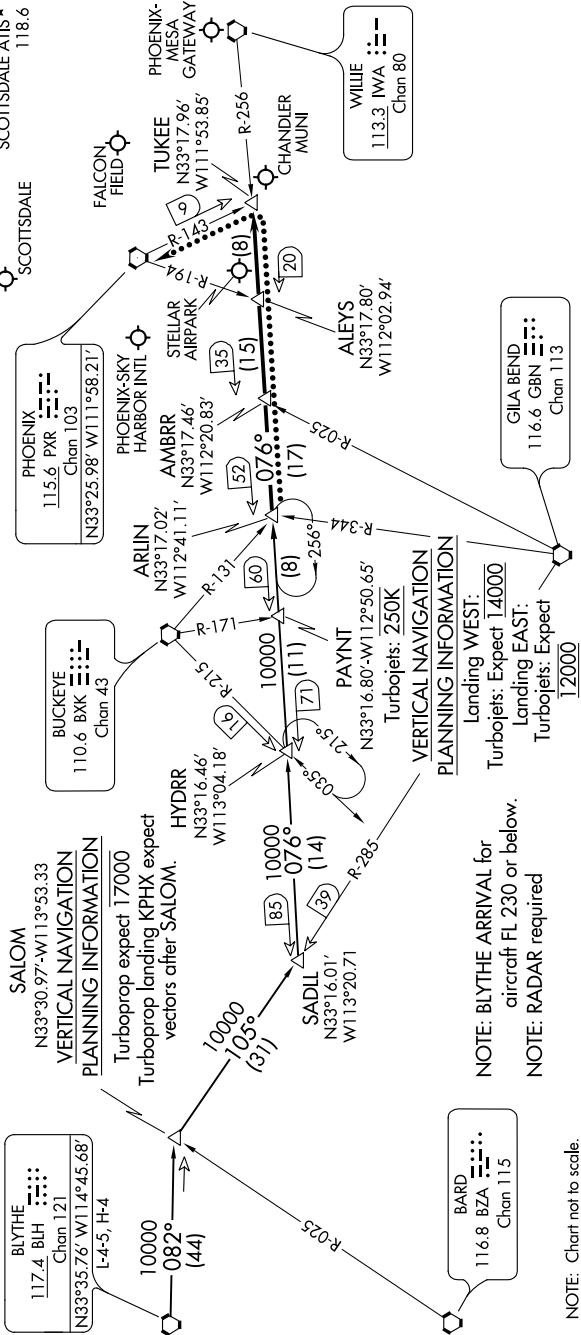 SCOTTSDALE ATIS ★
118.6
SCOTTSDALE
FALCON
FIELD
PHOENIX-
MESA
GATEWAY
TUKEE
N33°17.96'
W111°53.85'
R-256
CHANDLER
MUNI
WILLIE
113.3 IWA
Chan 80
PHOENIX
115.6 PXR
Chan 103
N33°25.98' W111°58.21'
PHOENIX-SKY
HARBOR INTL
R-143
9
R-194
STELLAR
AIRPARK
(8)
20
ALEYS
N33°17.80'
W112°02.94'
35
(15)
AMBRR
N33°17.46'
W112°20.83'
076°
(17)
52
ARLIN
N33°17.02'
W112°41.11'
256°
R-025
R-344
GILA BEND
116.6 GBN
Chan 113
BUCKEYE
110.6 BXK
Chan 43
R-131
R-171
R-215
60
(8)
PAYNT
N33°16.80'-W112°50.65'
Turbojets: 250K
VERTICAL NAVIGATION
PLANNING INFORMATION
Landing WEST:
Turbojets: Expect 14000
Landing EAST:
Turbojets: Expect
12000
10000
(11)
71
16
HYDRR
N33°16.46'
W113°04.18'
215°
035°
10000
076°
(14)
85
39
R-285
SADLL
N33°16.01'
W113°20.71
SALOM
N33°30.97'-W113°53.33
VERTICAL NAVIGATION
PLANNING INFORMATION
Turboprop expect 17000
Turboprop landing KPHX expect
vectors after SALOM.
10000
105°
(31)
BLYTHE
117.4 BLH
Chan 121
N33°35.76' W114°45.68'
L-4-5, H-4
10000
082°
(44)
R-025
BARD
116.8 BZA
Chan 115
NOTE: BLYTHE ARRIVAL for
aircraft FL 230 or below.
NOTE: RADAR required
NOTE: Chart not to scale.